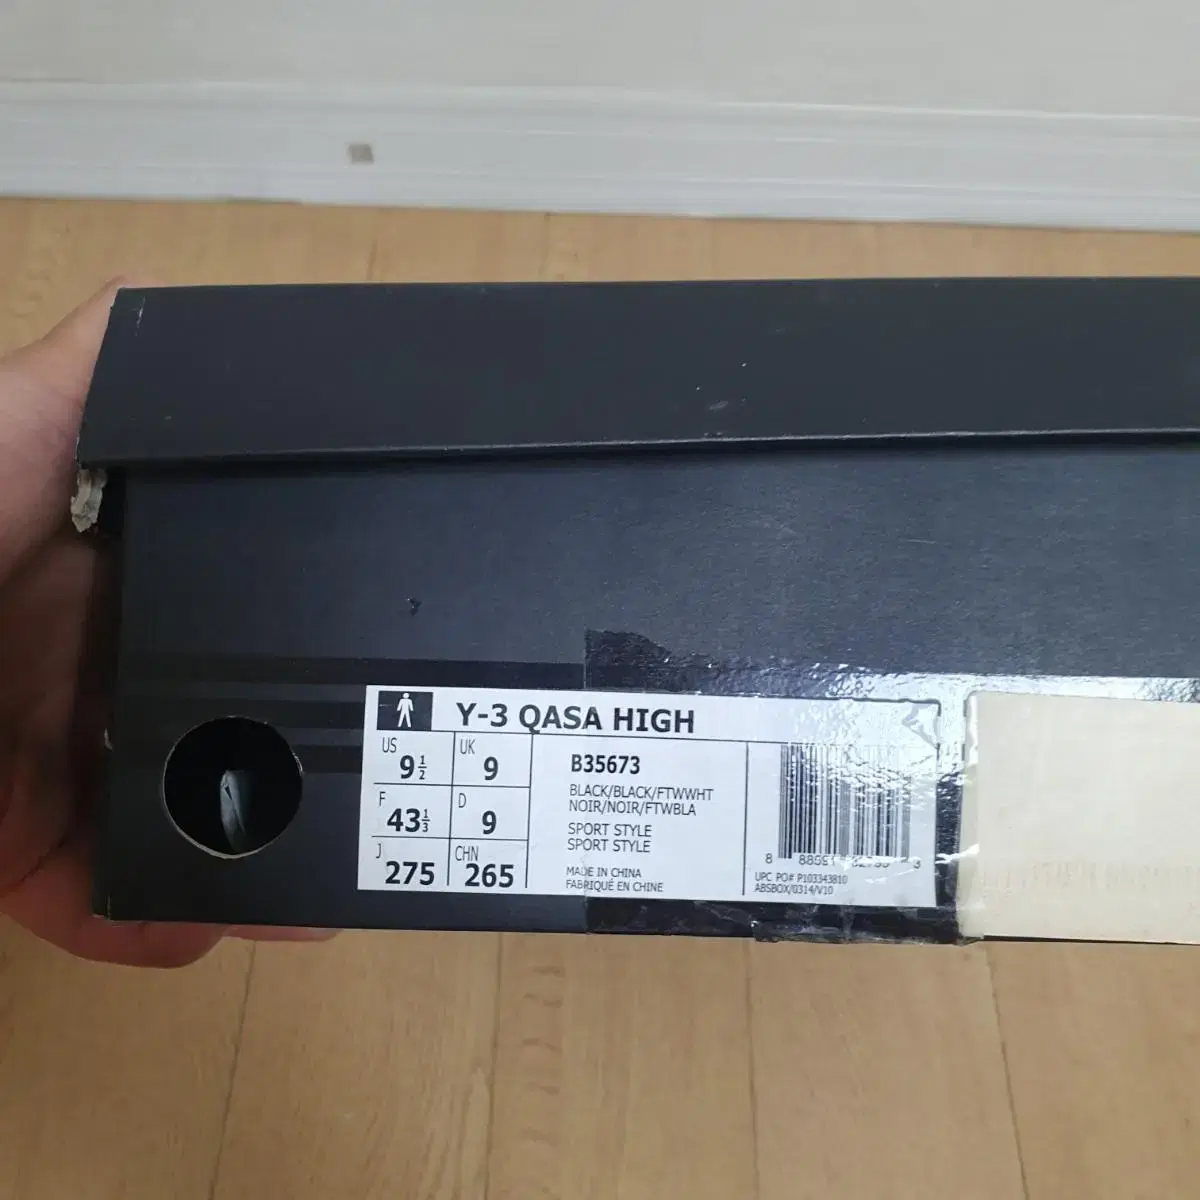 Y-3 QASA HIGH
US 9 1/2
UK 9
F 43 1/3
D 9
J 275
CHN 265
B35673
BLACK/BLACK/FTWWHT
NOIR/NOIR/FTWBLA
SPORT STYLE
SPORT STYLE
MADE IN CHINA
FABRIQUÉ EN CHINE
UPC PO# P103343810
ABSBOX/0314/V10